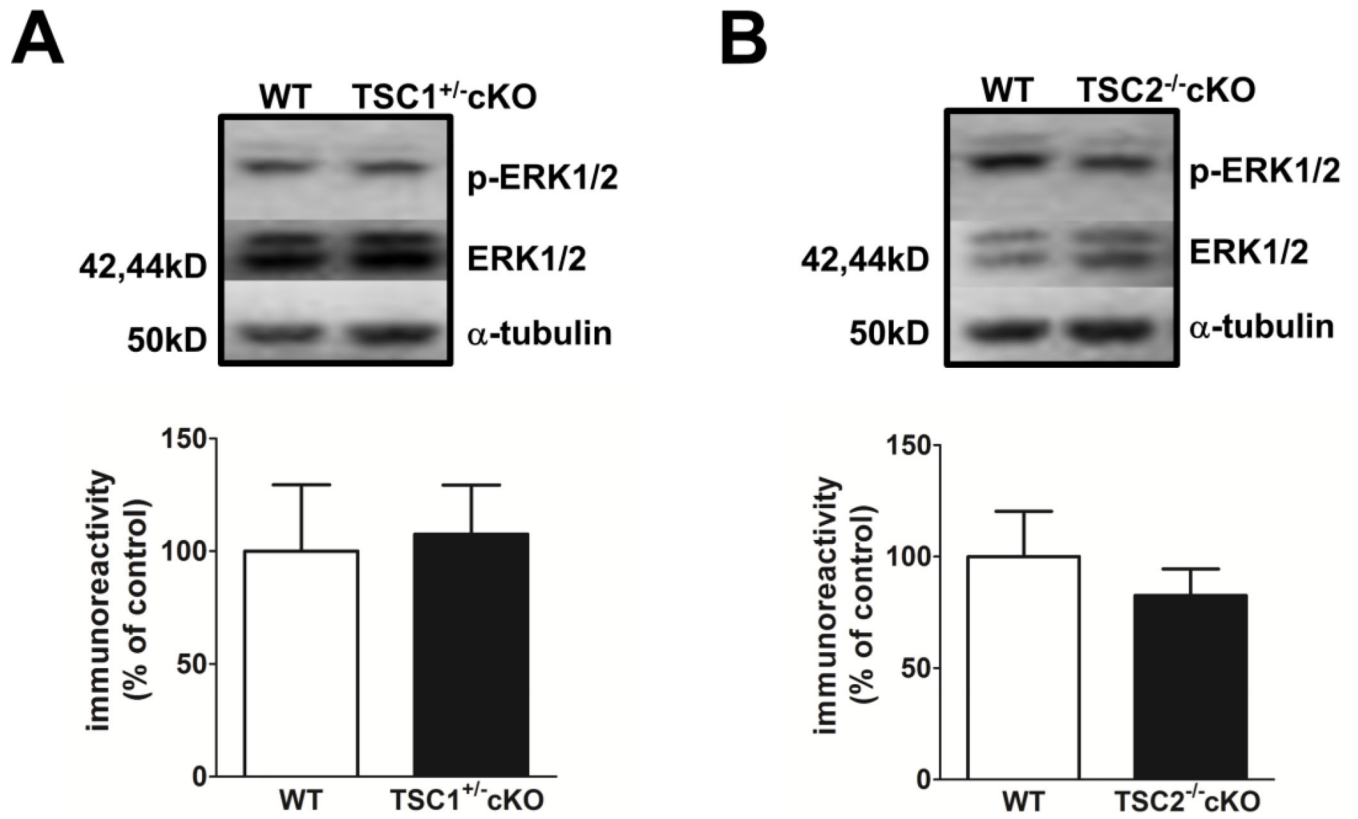 A
WT TSC1+/-cKO
p-ERK1/2
42,44kD ERK1/2
50kD α-tubulin
150
100
50
0
immunoreactivity
(% of control)
WT TSC1+/-cKO
B
WT TSC2-/-cKO
p-ERK1/2
42,44kD ERK1/2
50kD α-tubulin
150
100
50
0
immunoreactivity
(% of control)
WT TSC2-/-cKO